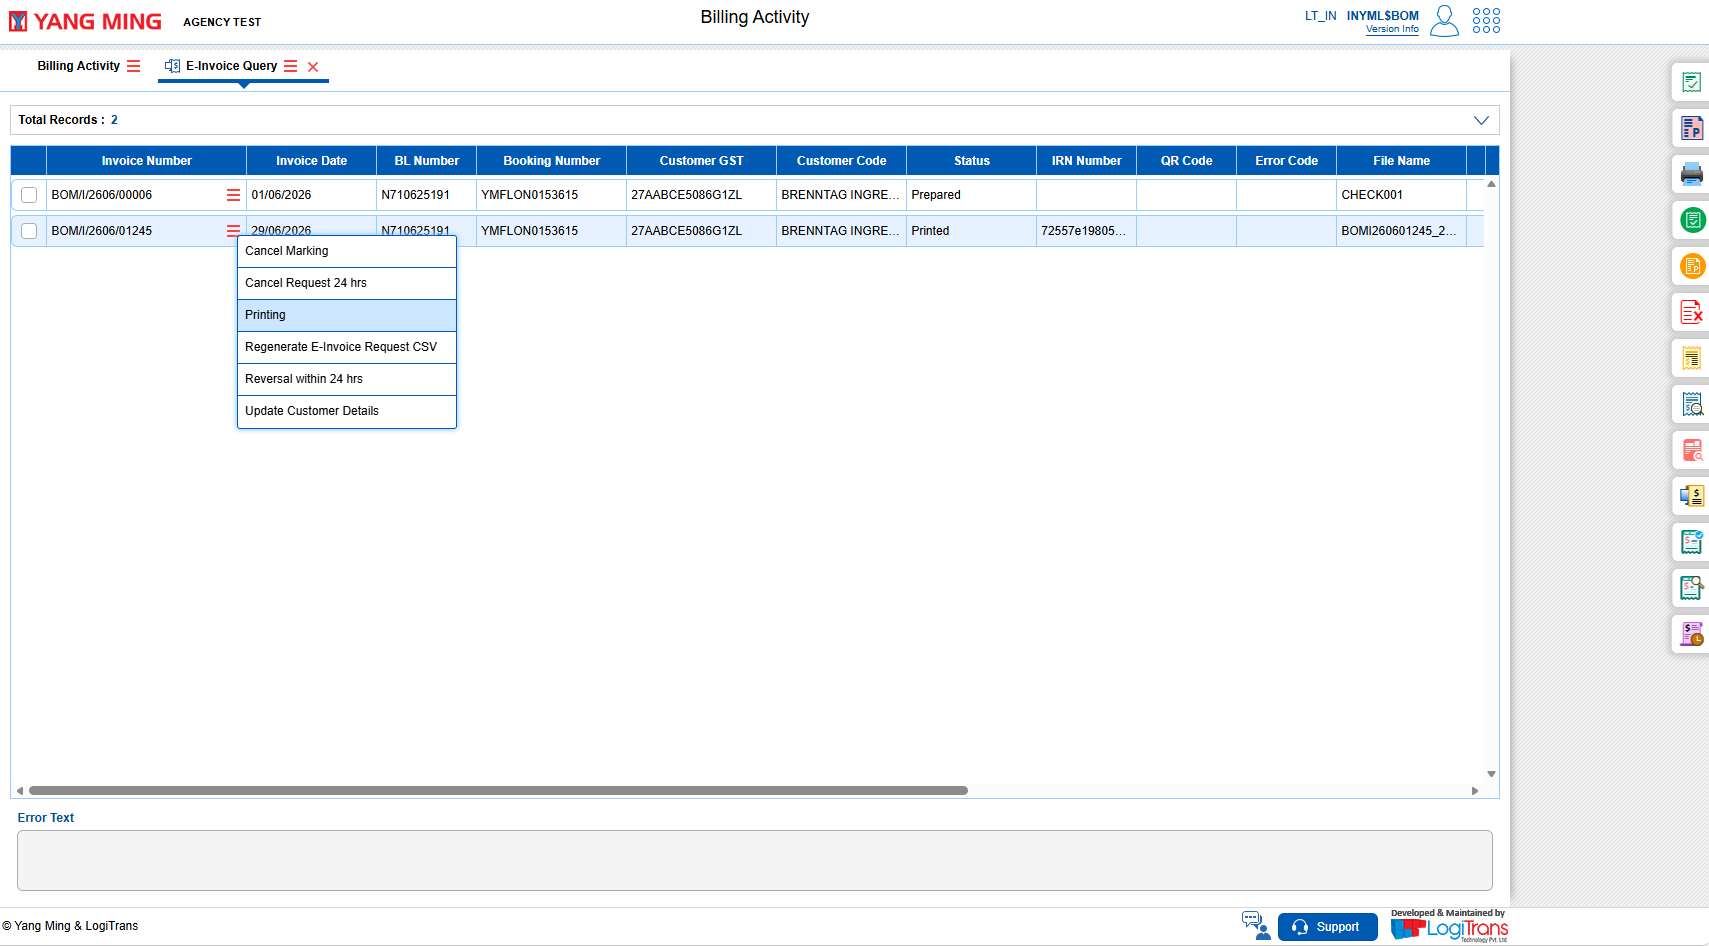 YANG MING
AGENCY TEST
Billing Activity
LT_IN
INYML$BOM
Version Info
Billing Activity
E-Invoice Query
Total Records : 2
Invoice Number Invoice Date BL Number Booking Number Customer GST Customer Code Status IRN Number QR Code Error Code File Name
BOM/I/2606/00006 01/06/2026 N710625191 YMFLON0153615 27AABCE5086G1ZL BRENNTAG INGRE... Prepared CHECK001
BOM/I/2606/01245 29/06/2026 N710625191 YMFLON0153615 27AABCE5086G1ZL BRENNTAG INGRE... Printed 72557e19805... BOMI260601245_2...
Cancel Marking
Cancel Request 24 hrs
Printing
Regenerate E-Invoice Request CSV
Reversal within 24 hrs
Update Customer Details
Error Text
© Yang Ming & LogiTrans
Support
Developed & Maintained by
LogiTrans
Technology Pvt. Ltd.